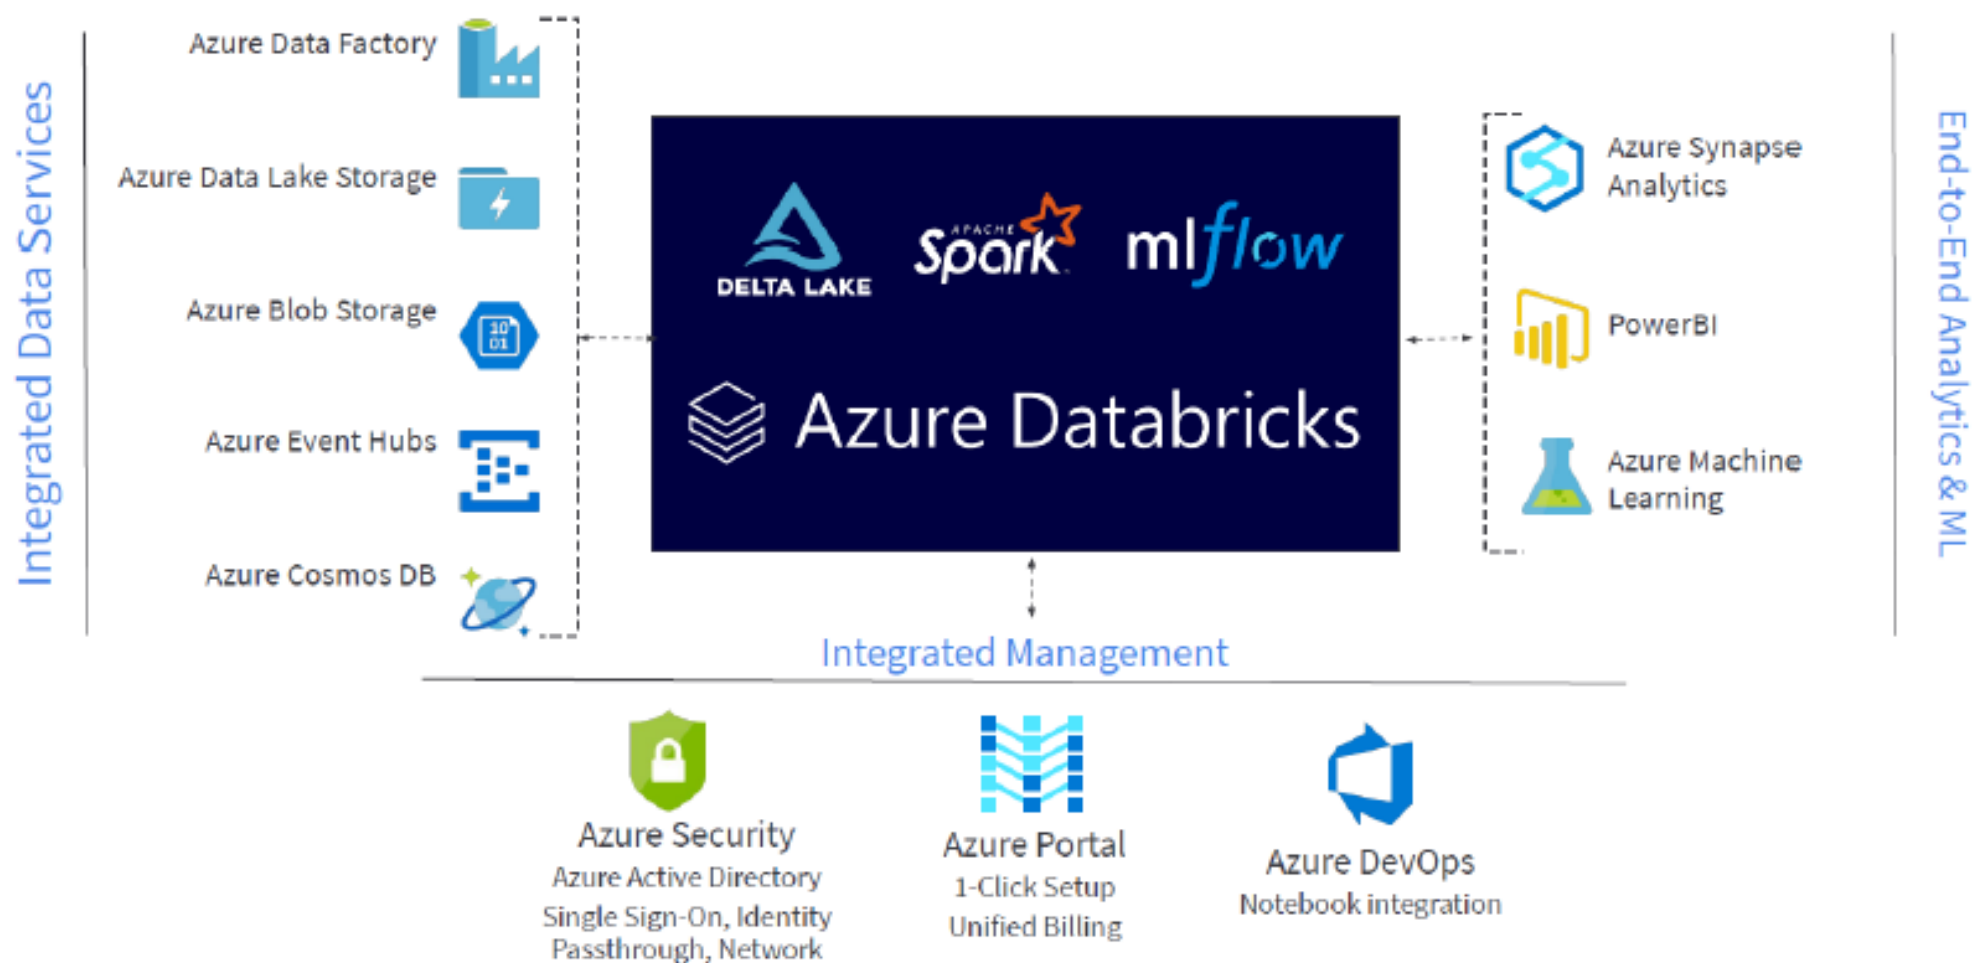 Integrated Data Services
Azure Data Factory
Azure Data Lake Storage
Azure Blob Storage
10
01
Azure Event Hubs
Azure Cosmos DB
DELTA LAKE
APACHE
Spark™
mlflow
Azure Databricks
Azure Synapse
Analytics
PowerBI
Azure Machine
Learning
End-to-End Analytics & ML
Integrated Management
Azure Security
Azure Active Directory
Single Sign-On, Identity
Passthrough, Network
Azure Portal
1-Click Setup
Unified Billing
Azure DevOps
Notebook integration